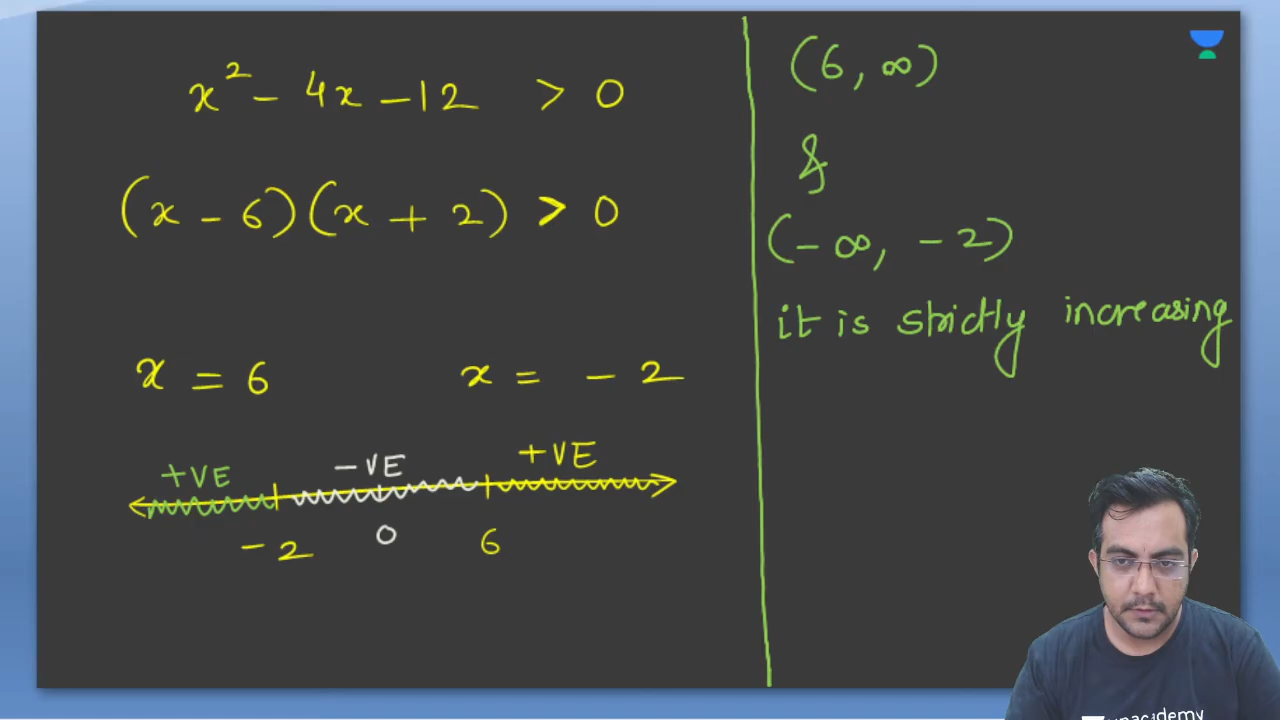 x² - 4x - 12 > 0
(x - 6)(x + 2) > 0
x = 6 x = - 2
+VE -VE +VE
- 2 0 6
(6, ∞)
&
(- ∞, - 2)
it is strictly increasing
unacademy